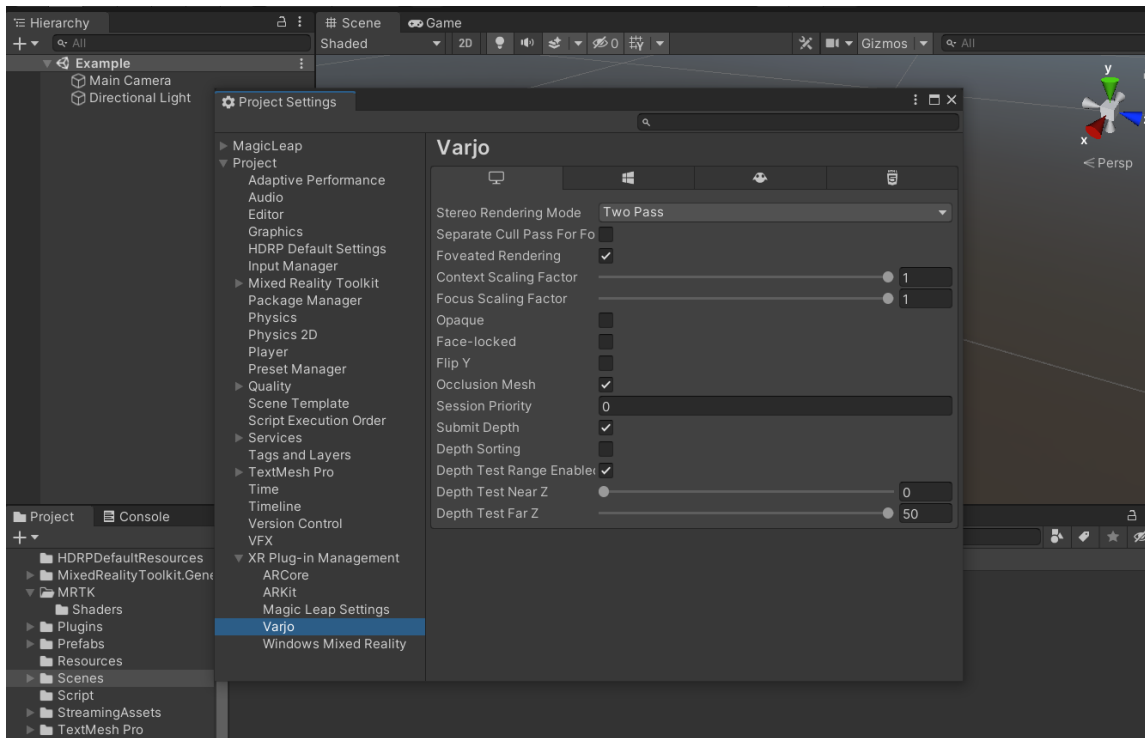 Hierarchy
All
Example
Main Camera
Directional Light
Scene
Game
Shaded
2D
0
Gizmos
All
y
x
Persp
Project Settings
MagicLeap
Project
Adaptive Performance
Audio
Editor
Graphics
HDRP Default Settings
Input Manager
Mixed Reality Toolkit
Package Manager
Physics
Physics 2D
Player
Preset Manager
Quality
Scene Template
Script Execution Order
Services
Tags and Layers
TextMesh Pro
Time
Timeline
Version Control
VFX
XR Plug-in Management
ARCore
ARKit
Magic Leap Settings
Varjo
Windows Mixed Reality
Varjo
Stereo Rendering Mode Two Pass
Separate Cull Pass For Fo
Foveated Rendering
Context Scaling Factor 1
Focus Scaling Factor 1
Opaque
Face-locked
Flip Y
Occlusion Mesh
Session Priority 0
Submit Depth
Depth Sorting
Depth Test Range Enable
Depth Test Near Z 0
Depth Test Far Z 50
Project
Console
HDRPDefaultResources
MixedRealityToolkit.Gene
MRTK
Shaders
Plugins
Prefabs
Resources
Scenes
Script
StreamingAssets
TextMesh Pro